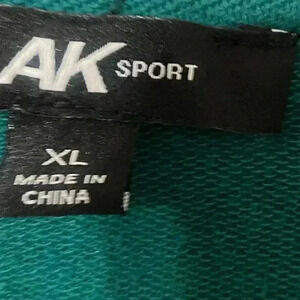 AK SPORT
XL
MADE IN
CHINA